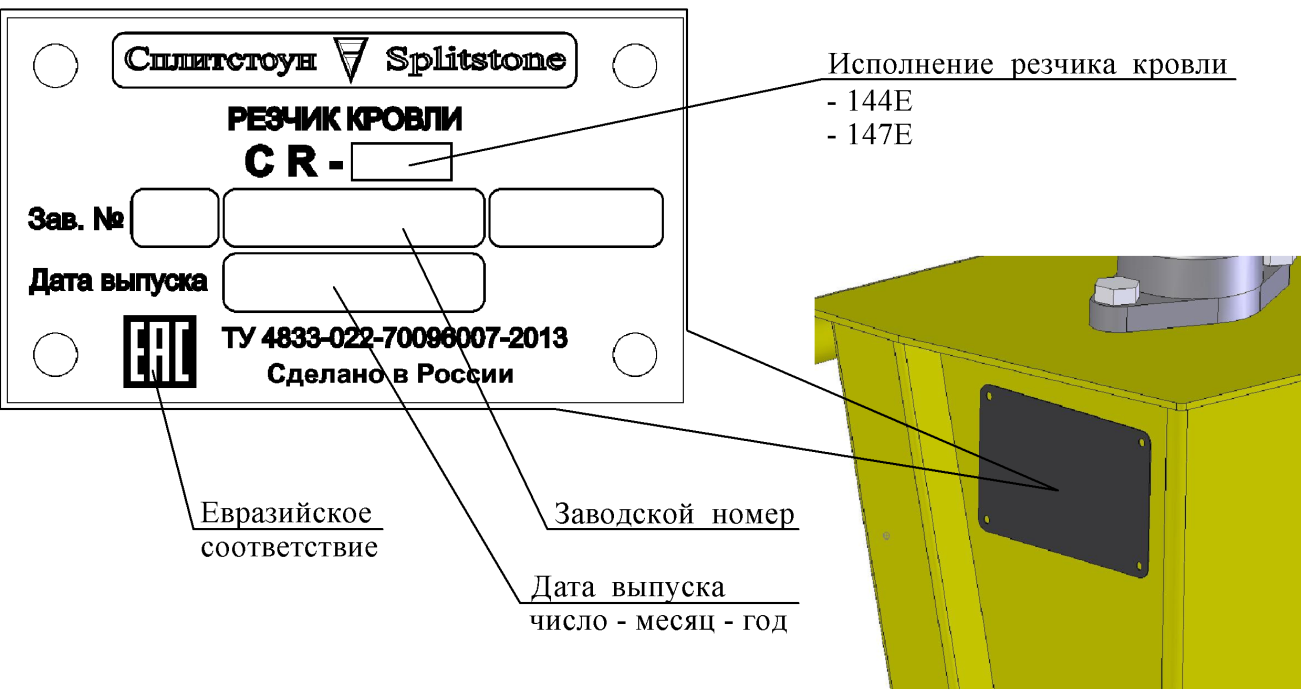 Сплитстоун Splitstone
РЕЗЧИК КРОВЛИ
CR-
Зав. №
Дата выпуска
EAC ТУ 4833-022-70096007-2013
Сделано в России
Исполнение резчика кровли
- 144E
- 147E
Евразийское
соответствие
Заводской номер
Дата выпуска
число - месяц - год